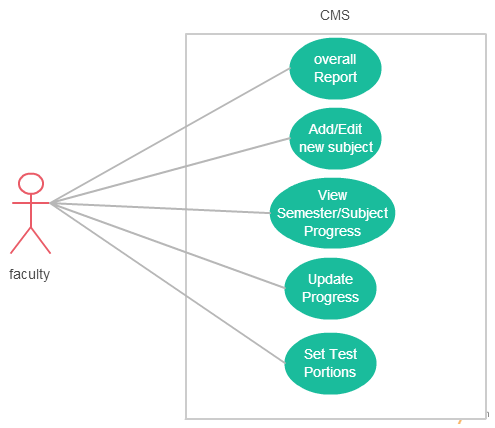 CMS
overall
Report
Add/Edit
new subject
View
Semester/Subject
Progress
Update
Progress
Set Test
Portions
faculty